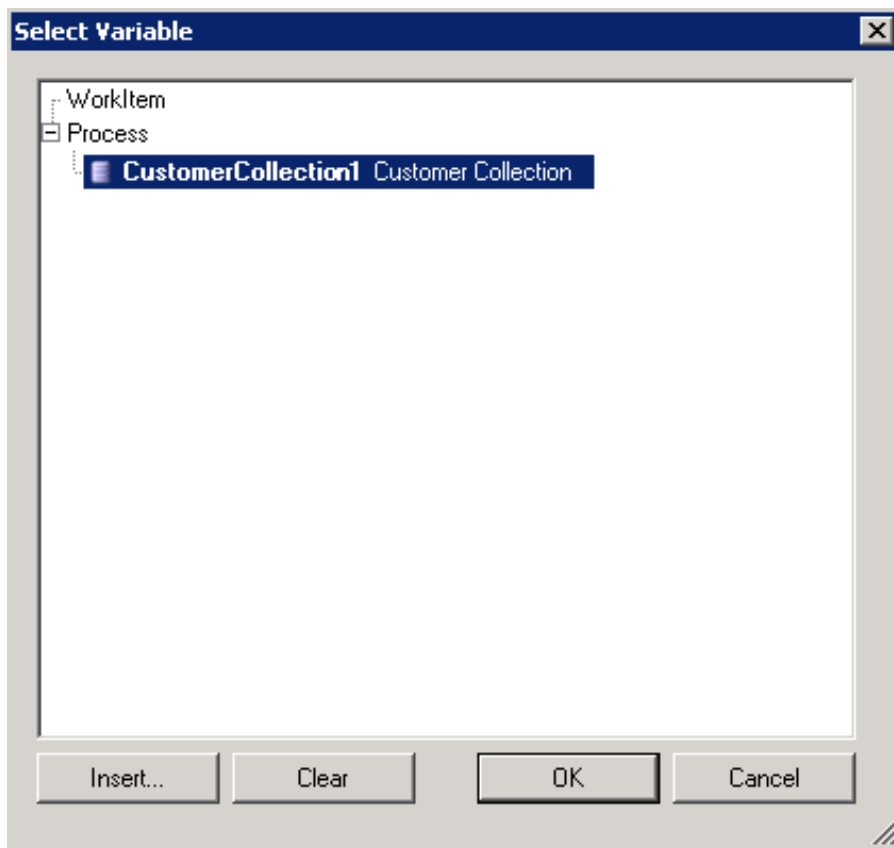 Select Variable
WorkItem
Process
CustomerCollection1 Customer Collection
Insert... Clear OK Cancel